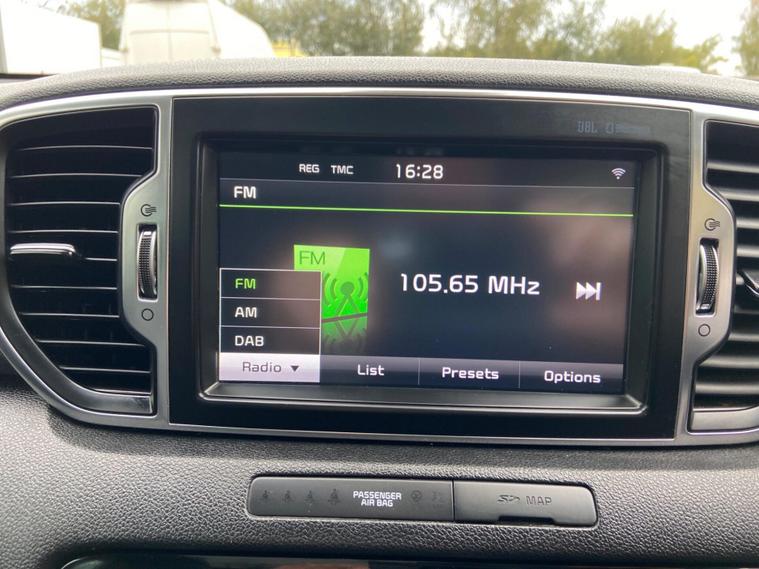 JBL
REG TMC 16:28
FM
FM
105.65 MHz
FM
AM
DAB
Radio ▼
List
Presets
Options
PASSENGER
AIR BAG
SD MAP